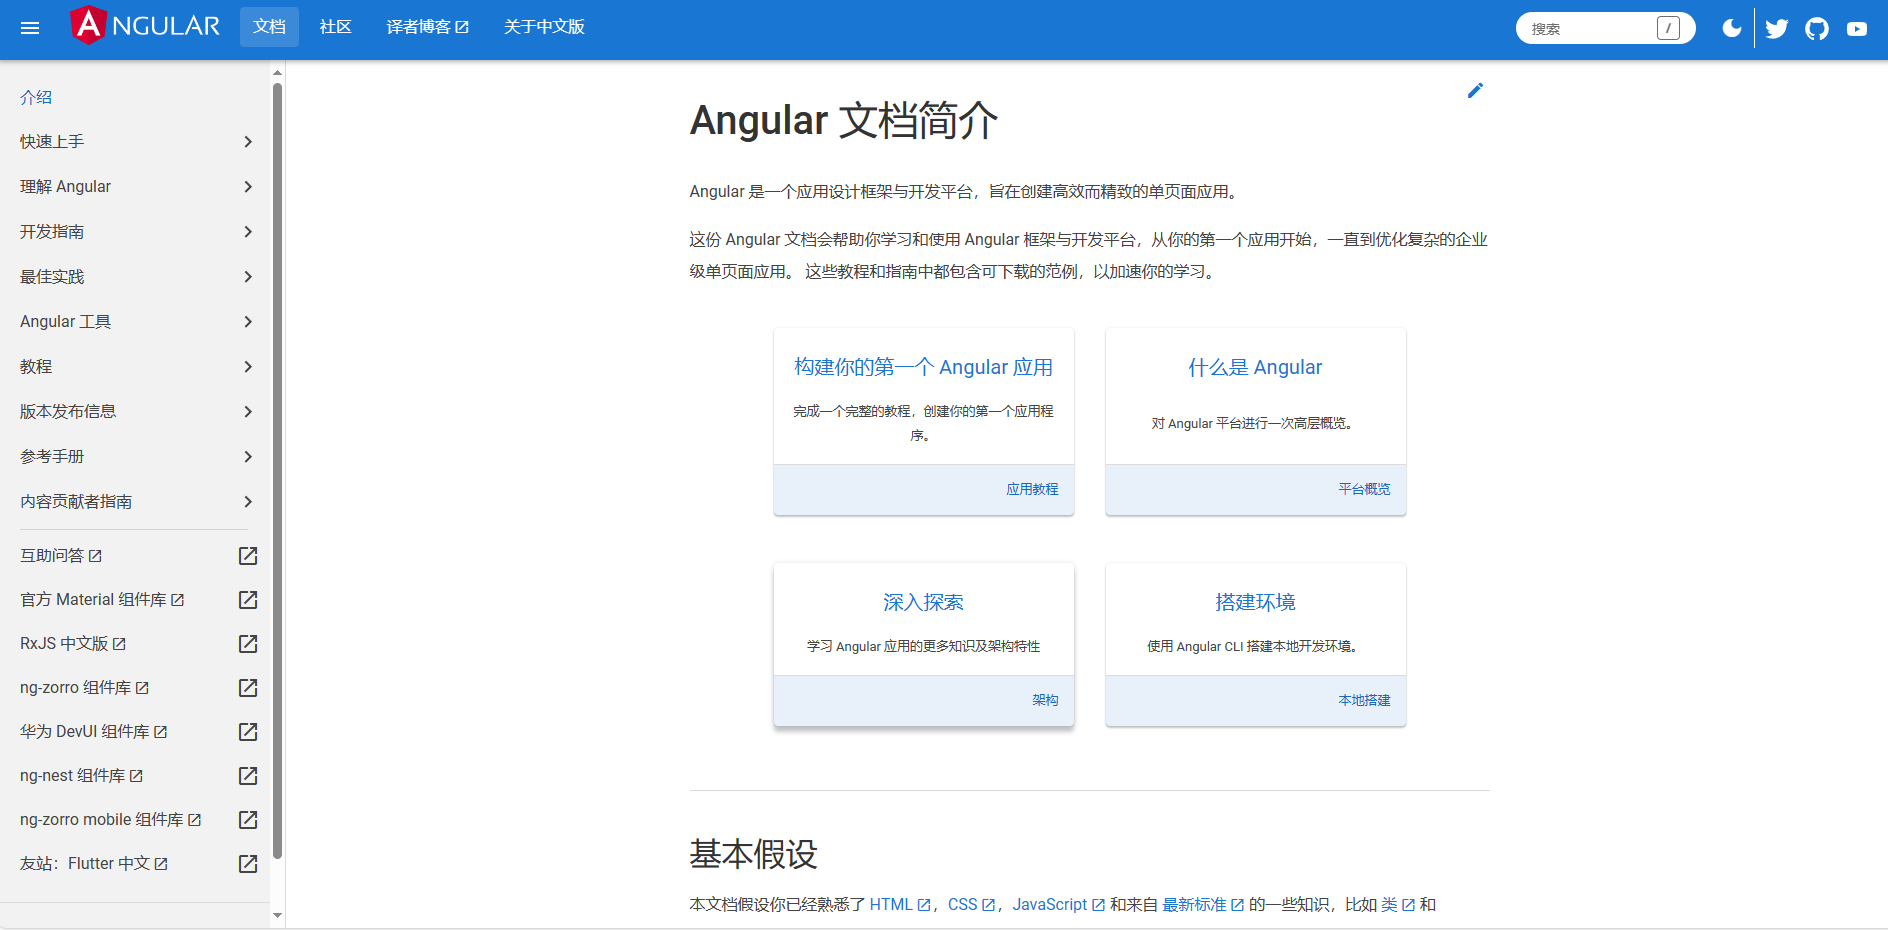 ANGULAR
文档
社区
译者博客
关于中文版
搜索
/
介绍
快速上手
理解 Angular
开发指南
最佳实践
Angular 工具
教程
版本发布信息
参考手册
内容贡献者指南
互助问答
官方 Material 组件库
RxJS 中文版
ng-zorro 组件库
华为 DevUI 组件库
ng-nest 组件库
ng-zorro mobile 组件库
友站：Flutter 中文
Angular 文档简介
Angular 是一个应用设计框架与开发平台，旨在创建高效而精致的单页面应用。
这份 Angular 文档会帮助你学习和使用 Angular 框架与开发平台，从你的第一个应用开始，一直到优化复杂的企业
级单页面应用。 这些教程和指南中都包含可下载的范例，以加速你的学习。
构建你的第一个 Angular 应用
完成一个完整的教程，创建你的第一个应用程
序。
应用教程
什么是 Angular
对 Angular 平台进行一次高层概览。
平台概览
深入探索
学习 Angular 应用的更多知识及架构特性
架构
搭建环境
使用 Angular CLI 搭建本地开发环境。
本地搭建
基本假设
本文档假设你已经熟悉了 HTML ，CSS ，JavaScript 和来自 最新标准 的一些知识，比如 类 和